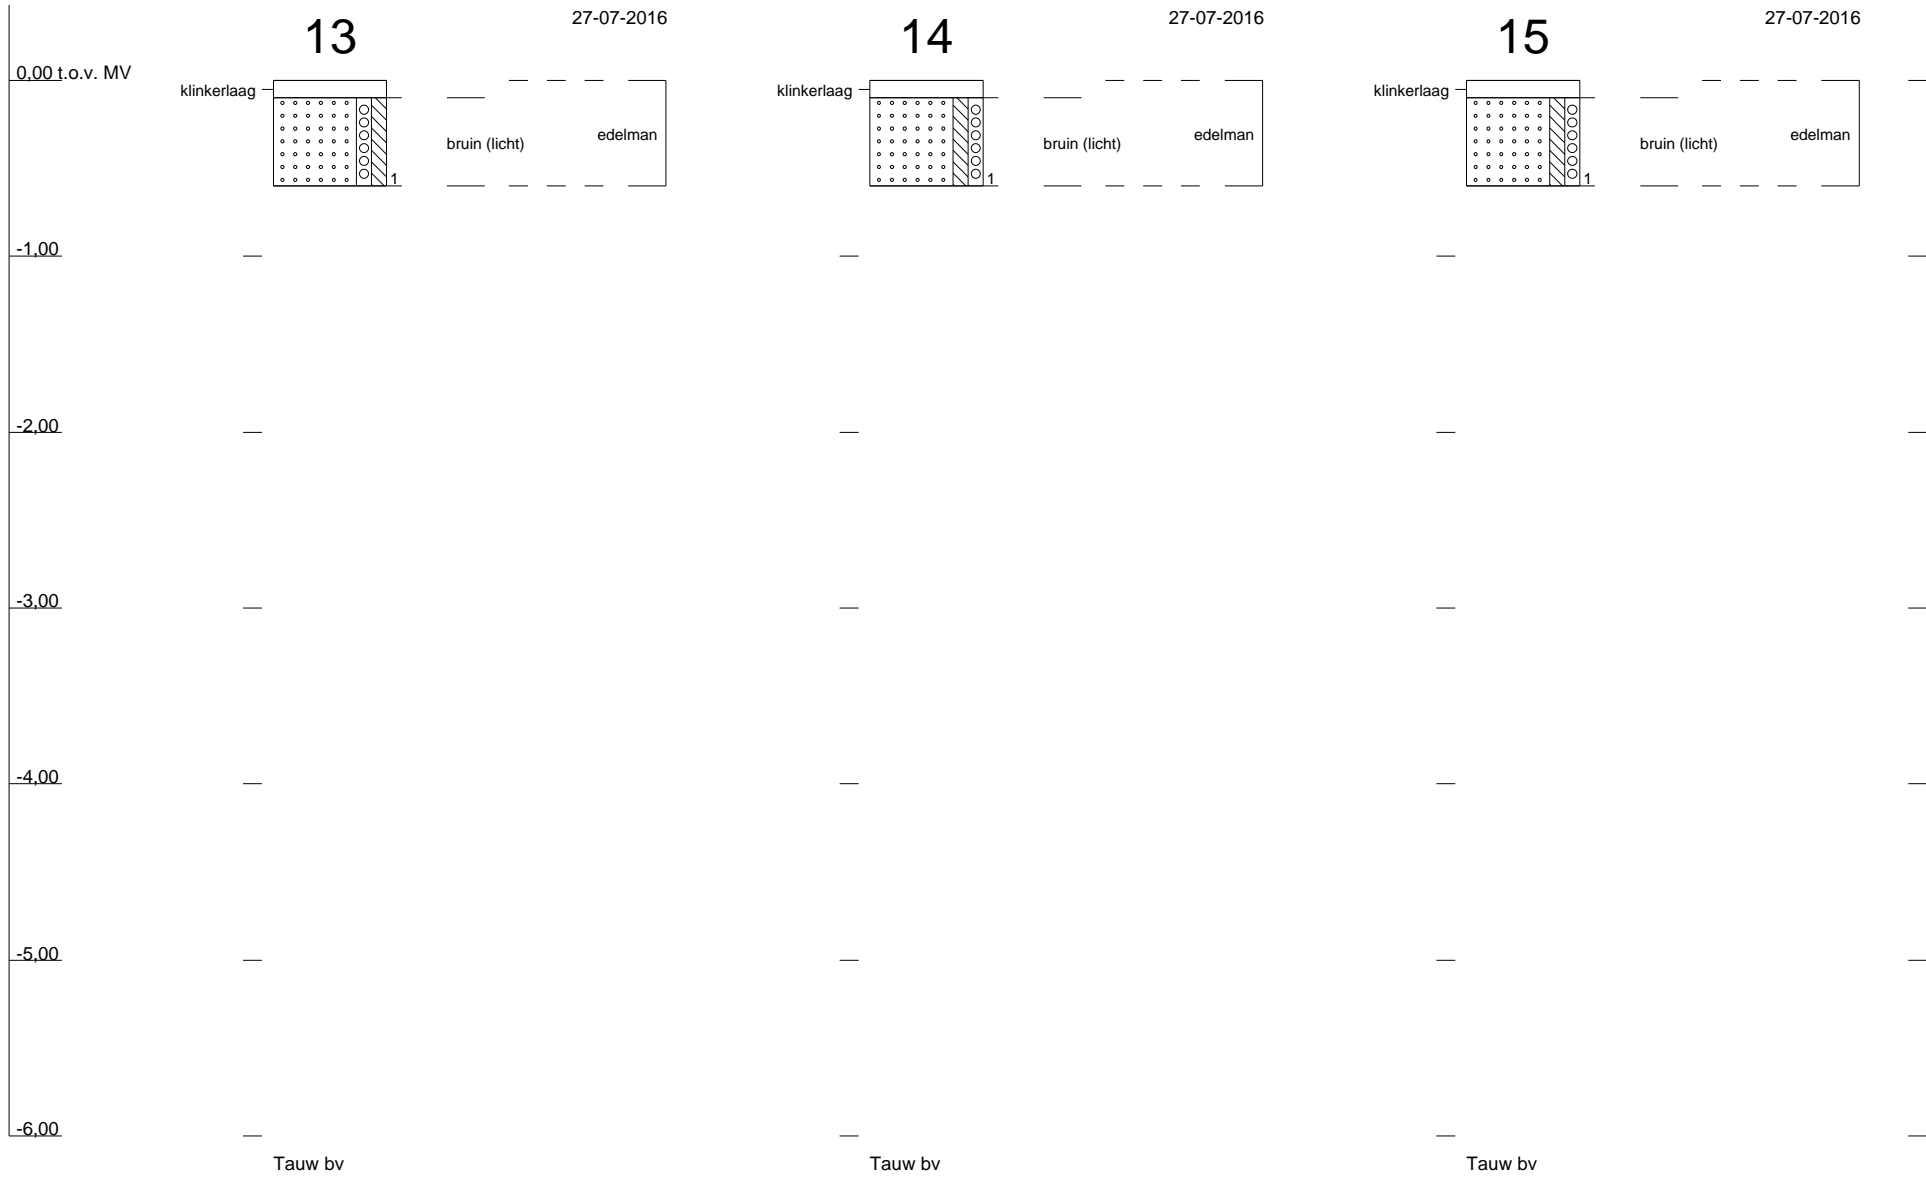 13
27-07-2016
14
27-07-2016
15
27-07-2016
0,00 t.o.v. MV
klinkerlaag
bruin (licht)
edelman
1
klinkerlaag
bruin (licht)
edelman
1
klinkerlaag
bruin (licht)
edelman
1
-1,00
-2,00
-3,00
-4,00
-5,00
-6,00
Tauw bv
Tauw bv
Tauw bv